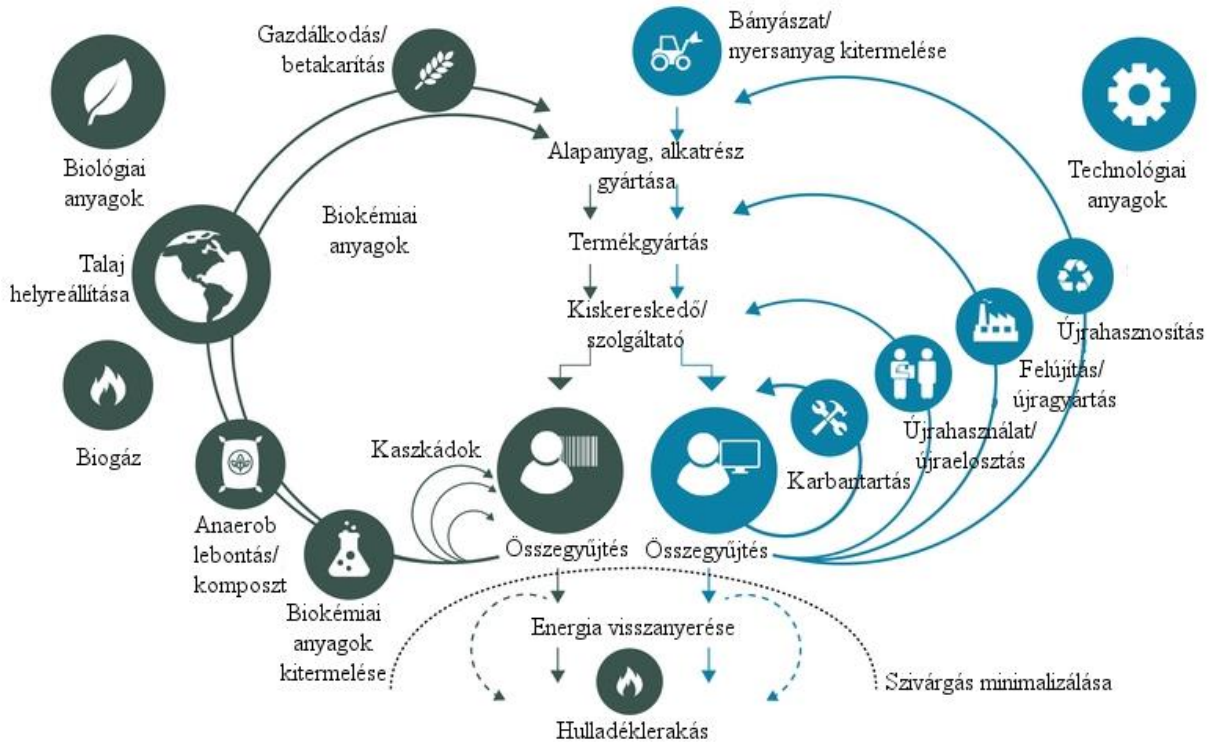 Bányászat/
nyersanyag kitermelése
Gazdálkodás/
betakarítás
Biológiai
anyagok
Technológiai
anyagok
Alapanyag, alkatrész
gyártása
Biokémiai
anyagok
Termékgyártás
Talaj
helyreállítása
Kiskereskedő/
szolgáltató
Újrahasznosítás
Felújítás/
újragyártás
Újrahasználat/
újraelosztás
Karbantartás
Biogáz
Kaszkádok
Anaerob
lebontás/
komposzt
Összegyűjtés
Összegyűjtés
Biokémiai
anyagok
kitermelése
Energia visszanyerése
Szivárgás minimalizálása
Hulladéklerakás